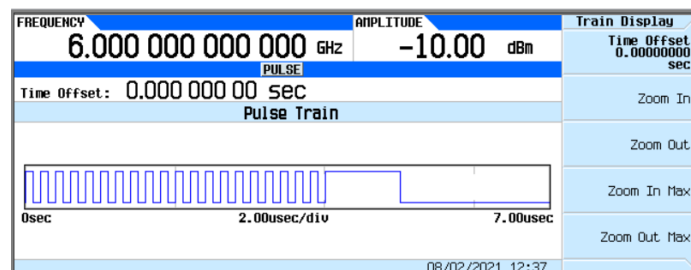 FREQUENCY
6.000 000 000 000 GHz
AMPLITUDE
-10.00 dBm
PULSE
Time Offset: 0.000 000 00 sec
Pulse Train
0sec
2.00usec/div
7.00usec
08/02/2021 12:37
Train Display
Time Offset
0.00000000
sec
Zoom In
Zoom Out
Zoom In Max
Zoom Out Max